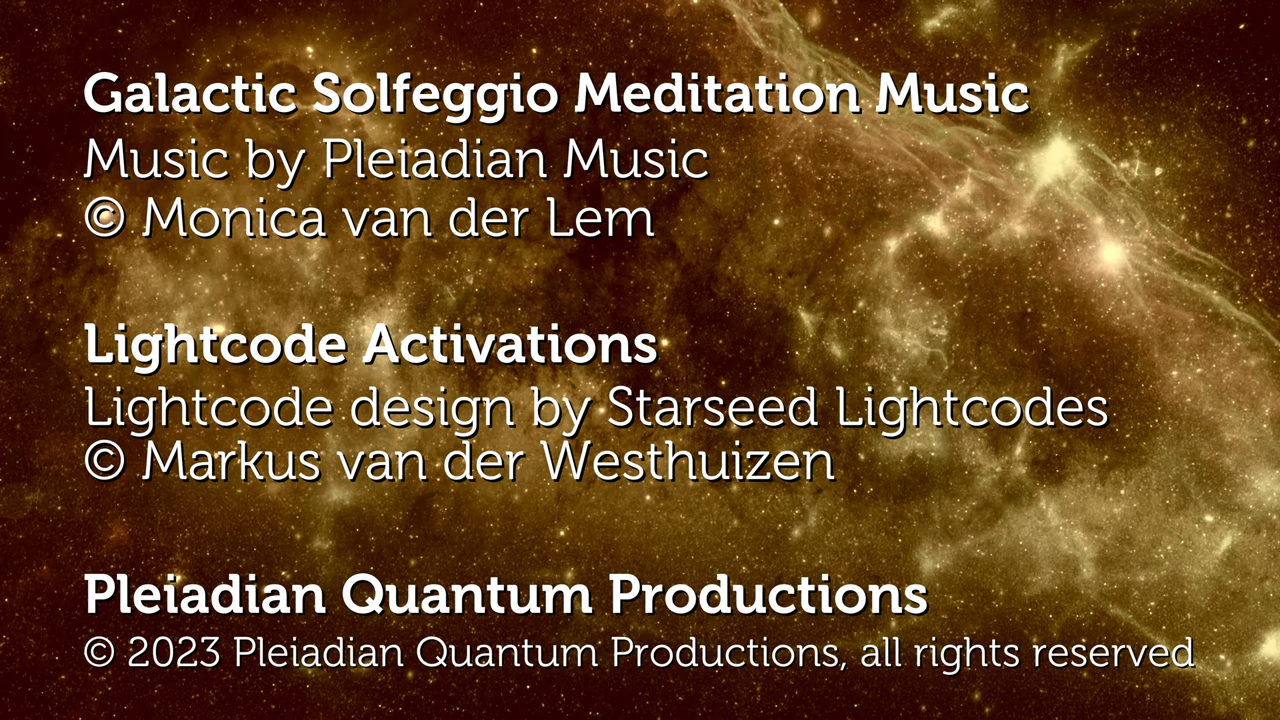 Galactic Solfeggio Meditation Music
Music by Pleiadian Music
© Monica van der Lem
Lightcode Activations
Lightcode design by Starseed Lightcodes
© Markus van der Westhuizen
Pleiadian Quantum Productions
© 2023 Pleiadian Quantum Productions, all rights reserved